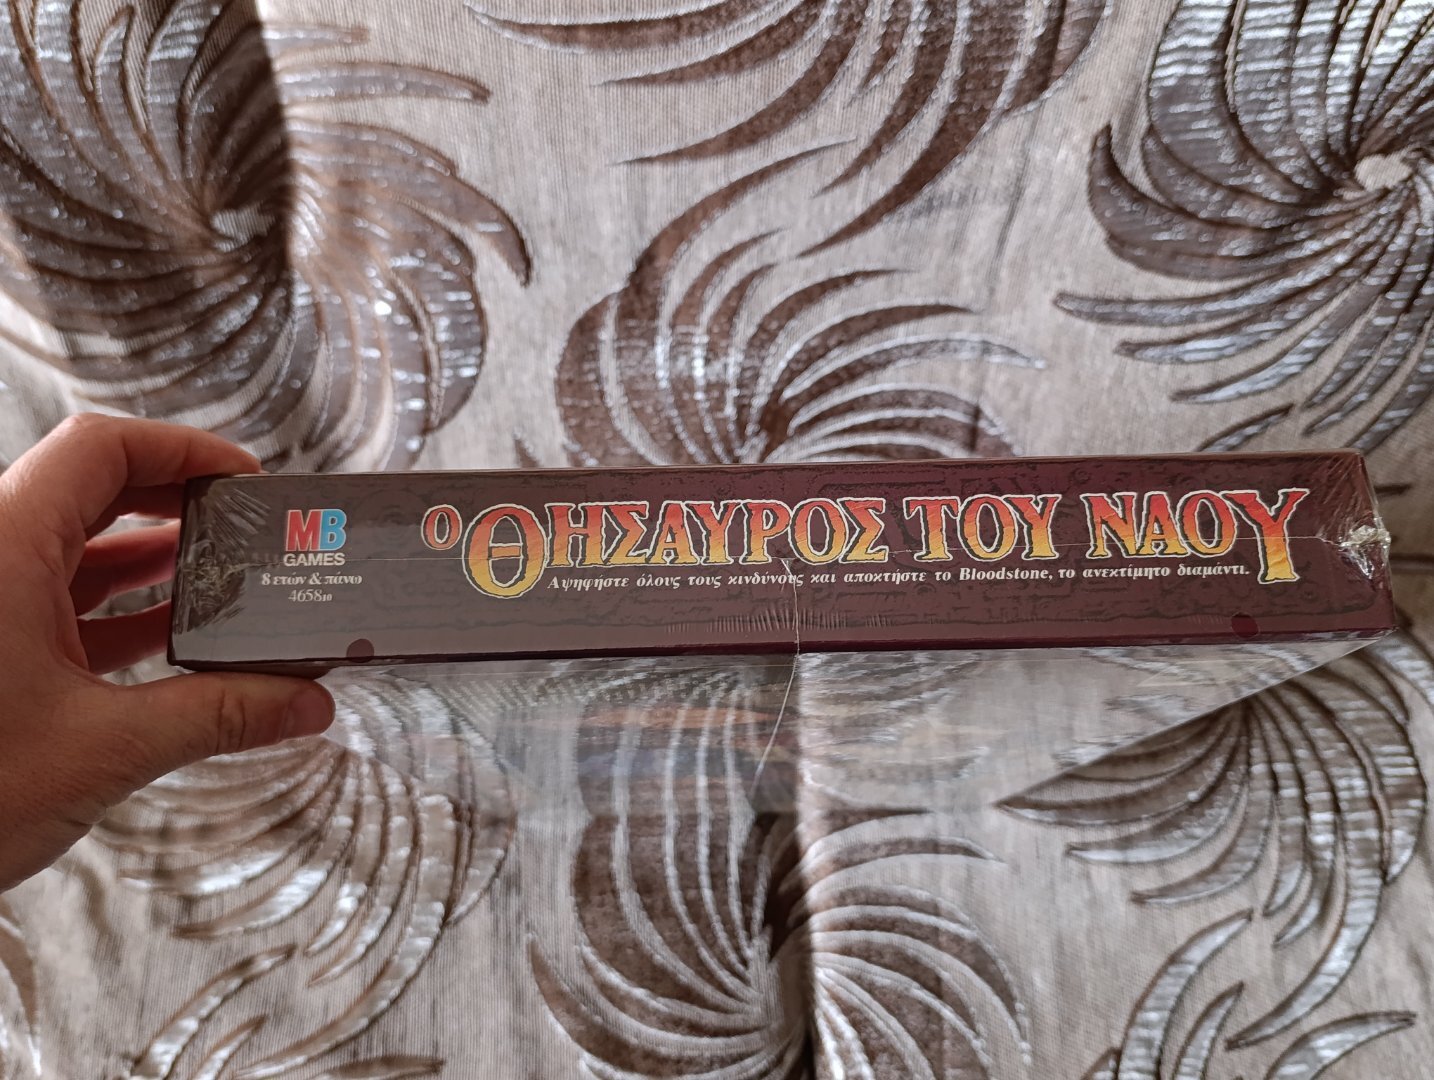 MB
GAMES
8 ετών & πάνω
465810
Ο ΘΗΣΑΥΡΟΣ ΤΟΥ ΝΑΟΥ
Αψηφήστε όλους τους κινδύνους και αποκτήστε το Bloodstone, το ανεκτίμητο διαμάντι.